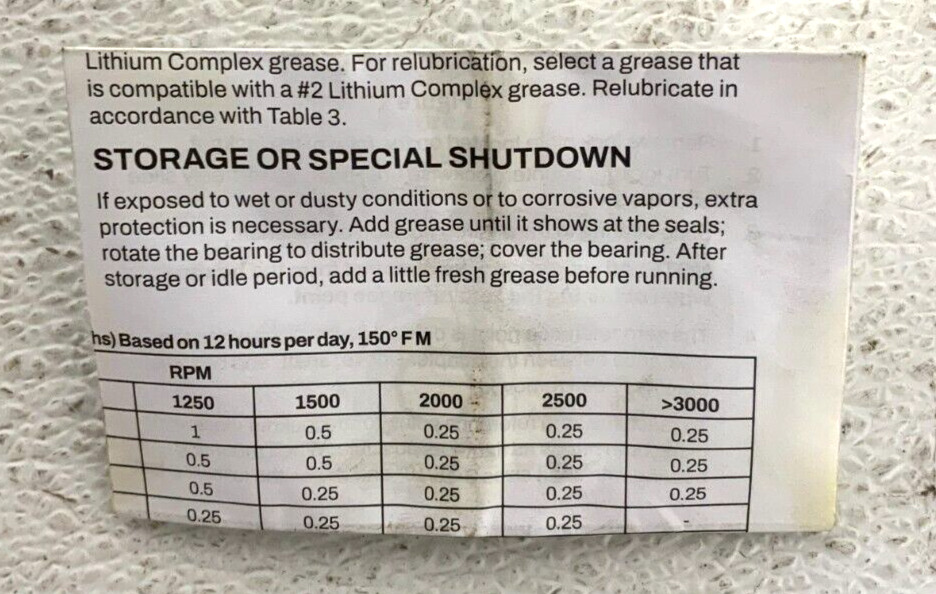 Lithium Complex grease. For relubrication, select a grease that
is compatible with a #2 Lithium Complex grease. Relubricate in
accordance with Table 3.
STORAGE OR SPECIAL SHUTDOWN
If exposed to wet or dusty conditions or to corrosive vapors, extra
protection is necessary. Add grease until it shows at the seals;
rotate the bearing to distribute grease; cover the bearing. After
storage or idle period, add a little fresh grease before running.
hs) Based on 12 hours per day, 150° F M
RPM
1250 1500 2000 2500 >3000
1 0.5 0.25 0.25 0.25
0.5 0.5 0.25 0.25 0.25
0.5 0.25 0.25 0.25 0.25
0.25 0.25 0.25 0.25 -